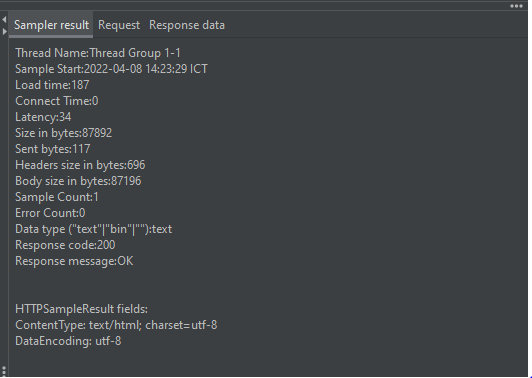 Sampler result Request Response data
Thread Name:Thread Group 1-1
Sample Start:2022-04-08 14:23:29 ICT
Load time:187
Connect Time:0
Latency:34
Size in bytes:87892
Sent bytes:117
Headers size in bytes:696
Body size in bytes:87196
Sample Count:1
Error Count:0
Data type ("text"|"bin"|""):text
Response code:200
Response message:OK
HTTPSampleResult fields:
ContentType: text/html; charset=utf-8
DataEncoding: utf-8